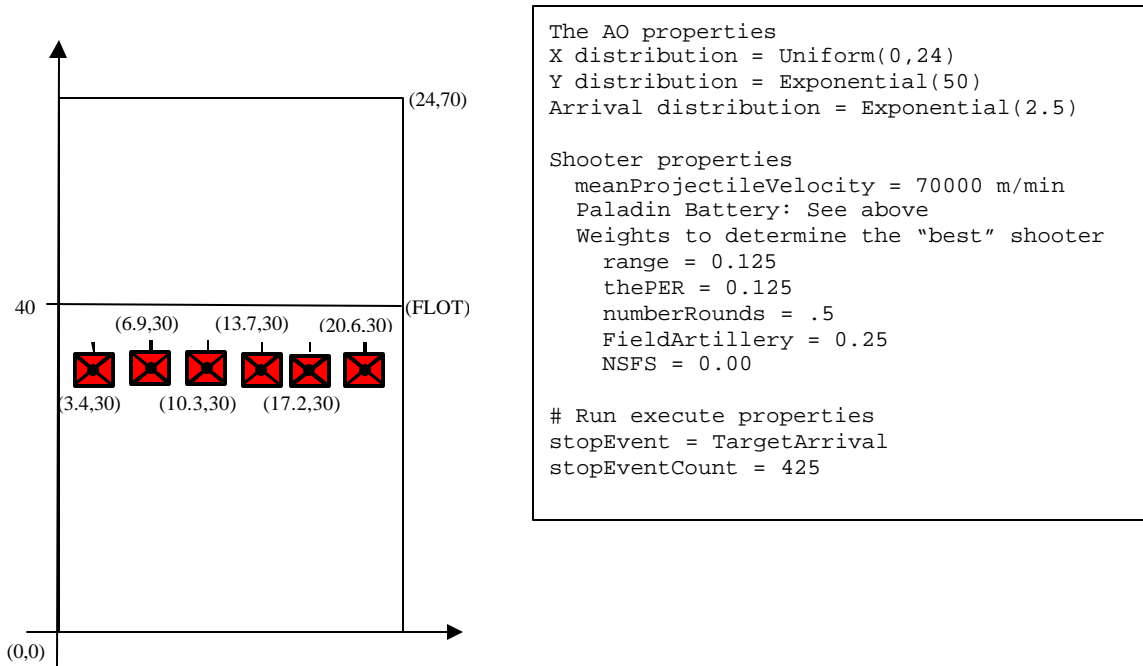 (24,70)
40
(FLOT)
(6.9,30)
(13.7,30)
(20.6,30)
(3.4,30)
(10.3,30)
(17.2,30)
(0,0)
The AO properties
X distribution = Uniform(0,24)
Y distribution = Exponential(50)
Arrival distribution = Exponential(2.5)
Shooter properties
meanProjectileVelocity = 70000 m/min
Paladin Battery: See above
Weights to determine the “best” shooter
range = 0.125
thePER = 0.125
numberRounds = .5
FieldArtillery = 0.25
NSFS = 0.00
# Run execute properties
stopEvent = TargetArrival
stopEventCount = 425